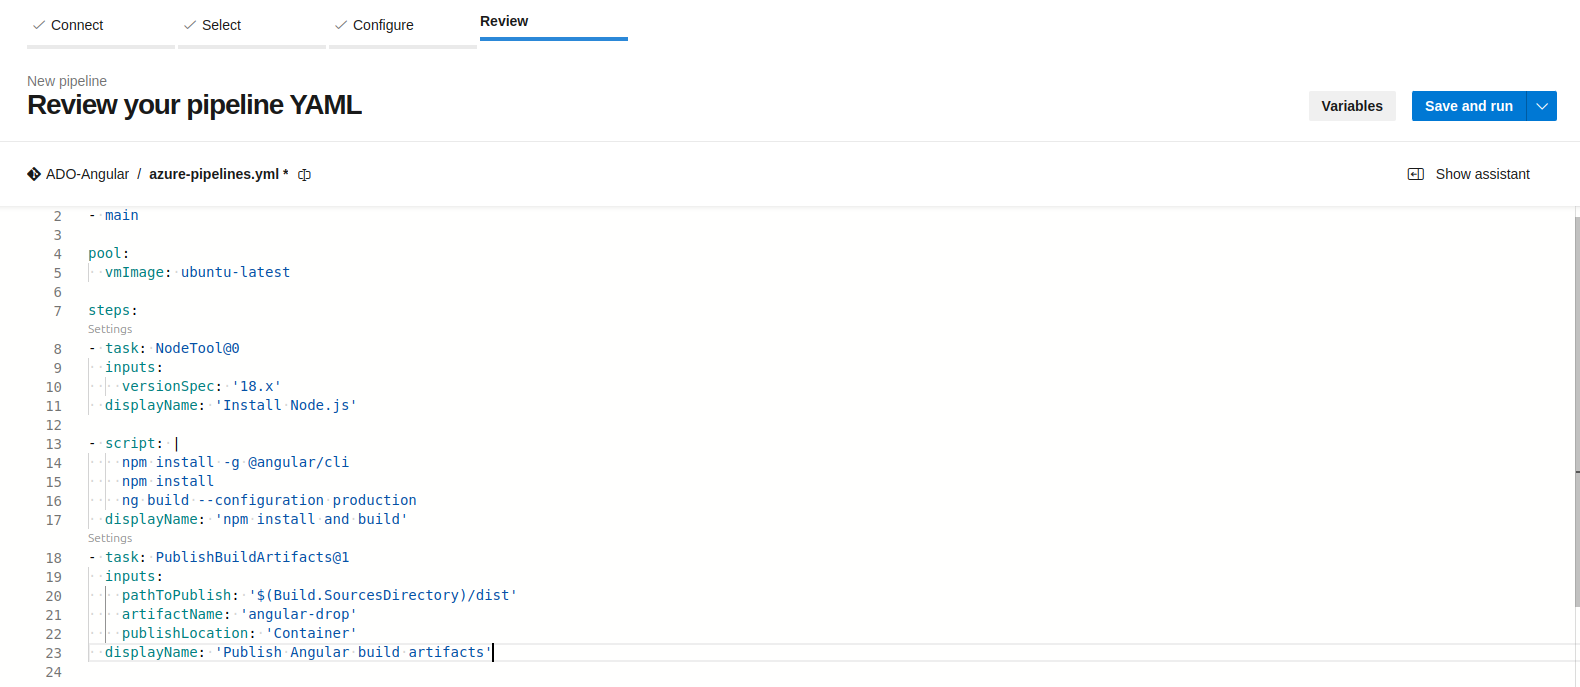 Connect
Select
Configure
Review
New pipeline
Review your pipeline YAML
Variables
Save and run
ADO-Angular / azure-pipelines.yml *
Show assistant
2 - main
3
4 pool:
5   vmImage: ubuntu-latest
6
7 steps:
Settings
8 - task: NodeTool@0
9   inputs:
10     versionSpec: '18.x'
11   displayName: 'Install Node.js'
12
13 - script: |
14     npm install -g @angular/cli
15     npm install
16     ng build --configuration production
17   displayName: 'npm install and build'
Settings
18 - task: PublishBuildArtifacts@1
19   inputs:
20     pathToPublish: '$(Build.SourcesDirectory)/dist'
21     artifactName: 'angular-drop'
22     publishLocation: 'Container'
23   displayName: 'Publish Angular build artifacts'
24